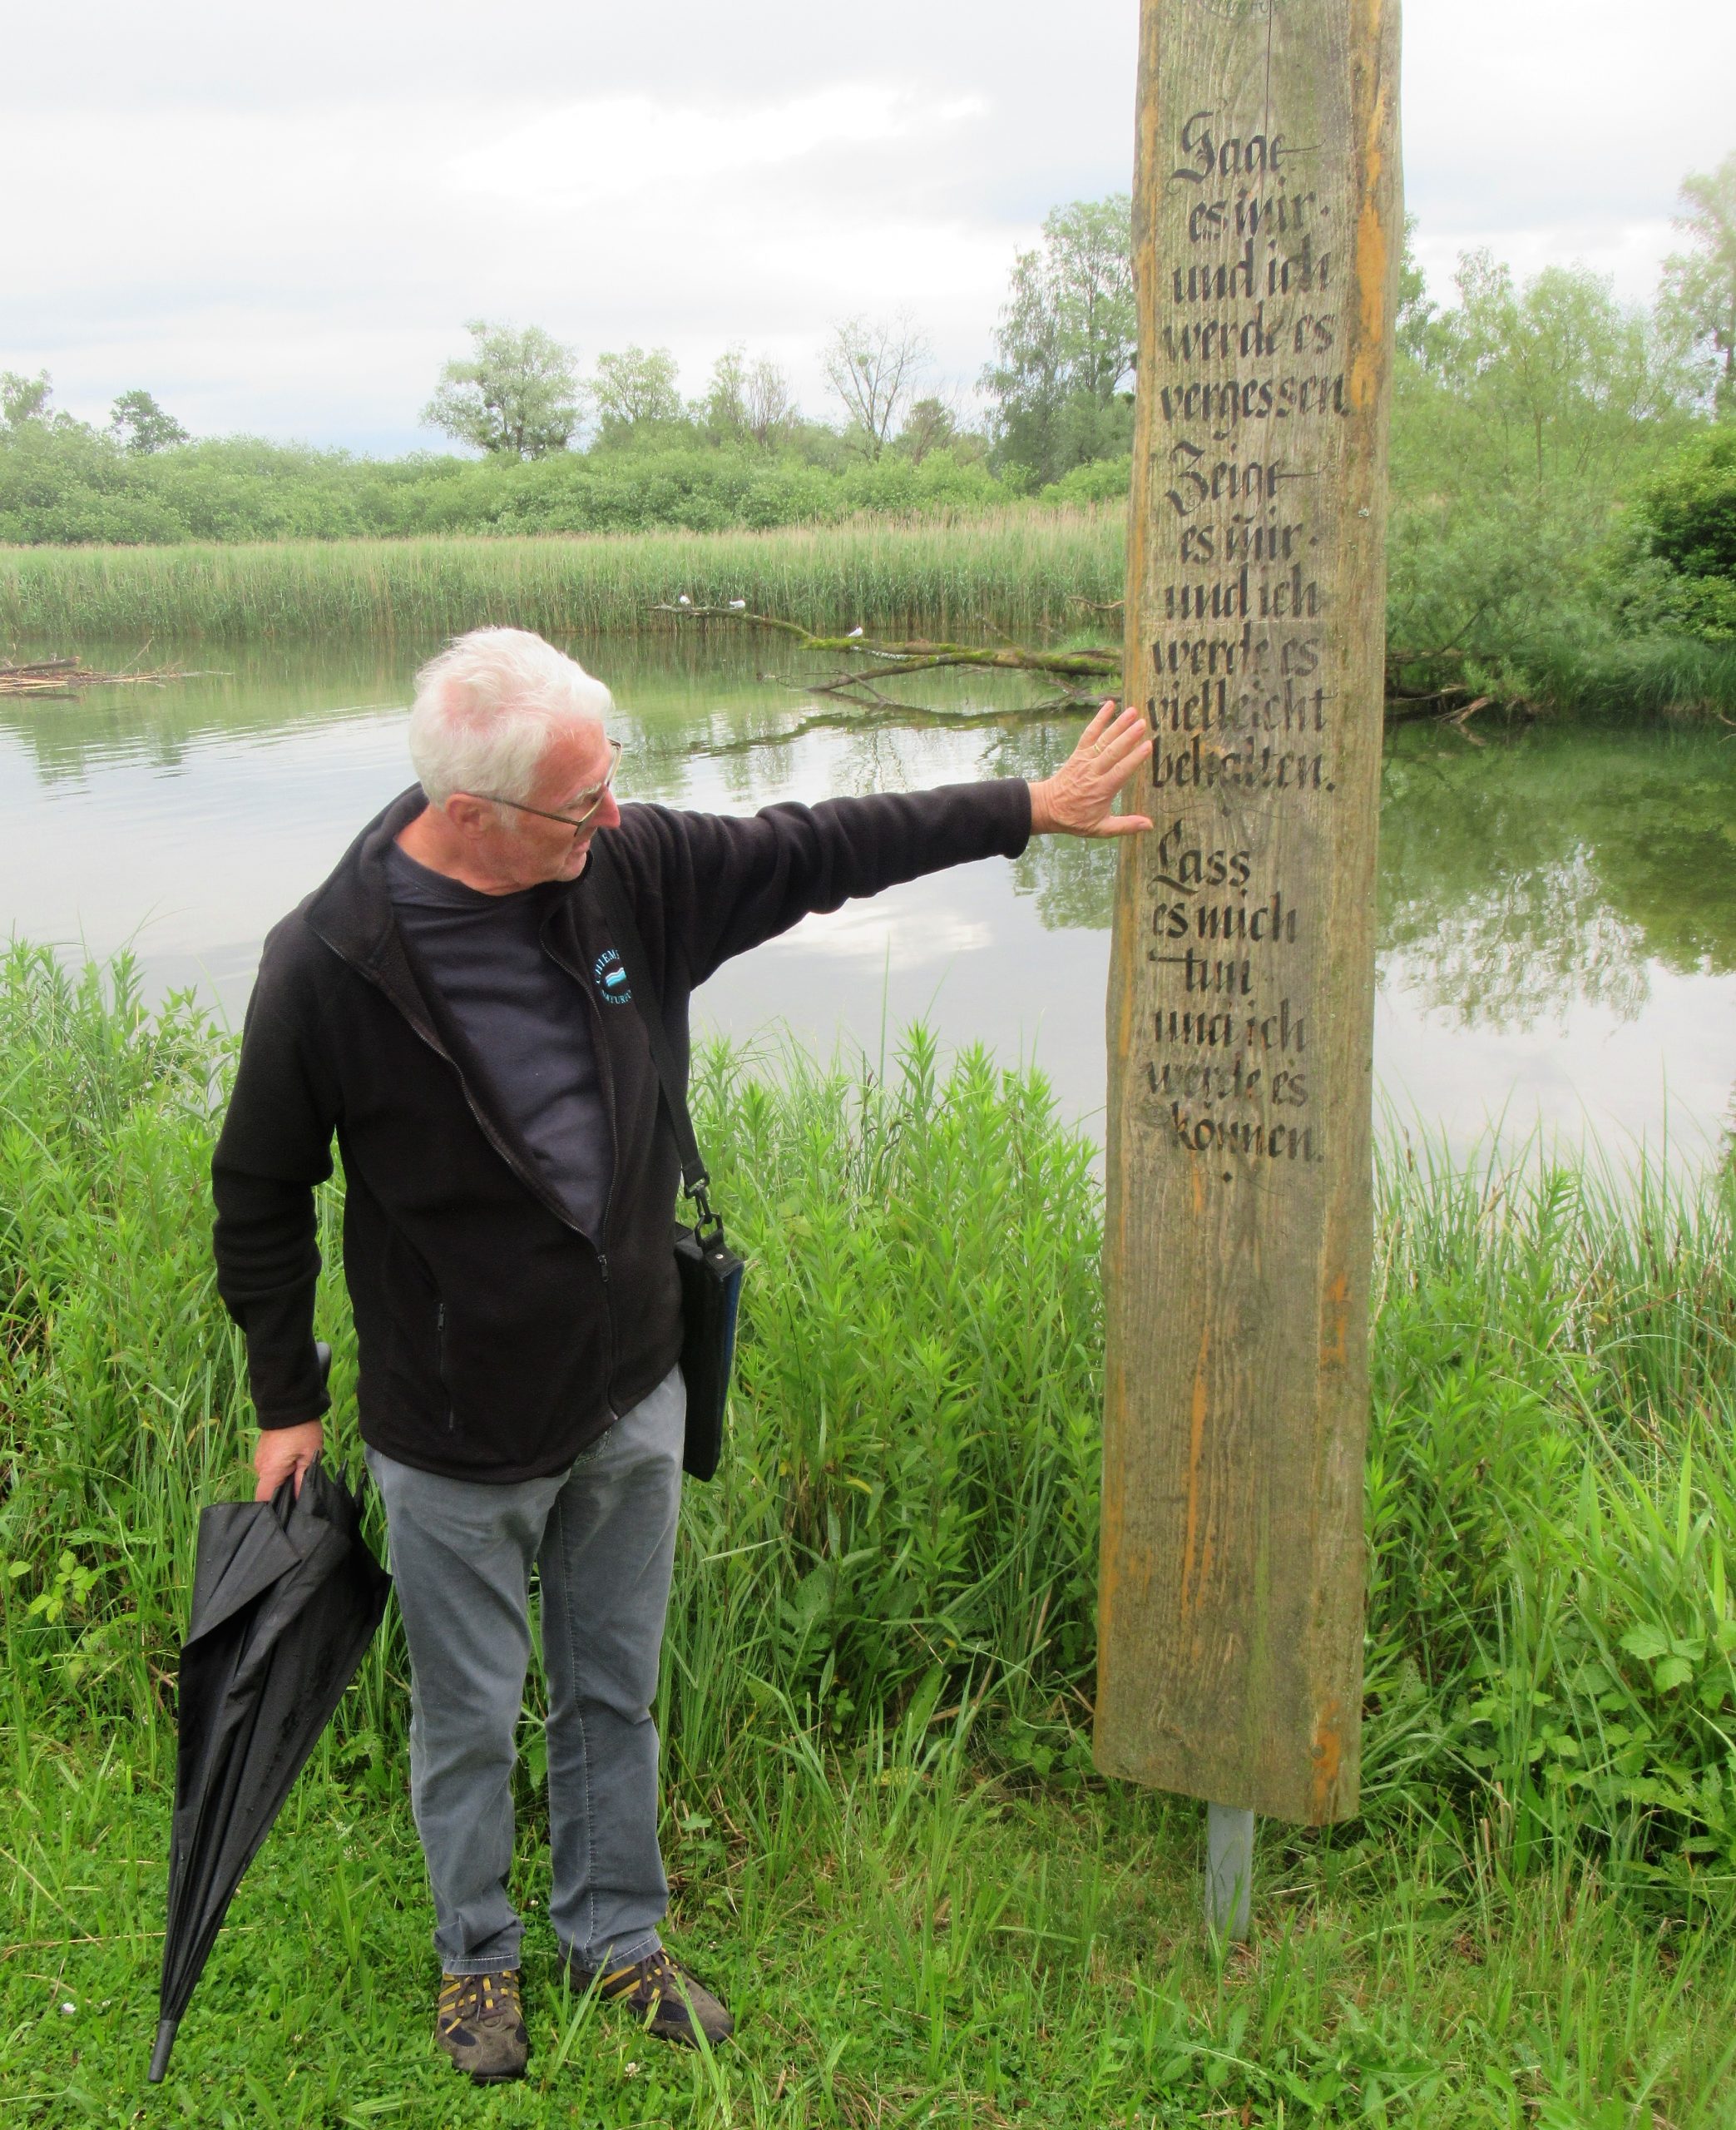 Sage
es mir
und ich
werde es
vergessen.
Zeige
es mir
und ich
werde es
vielleicht
behalten.
Lass
es mich
tun
und ich
werde es
können.